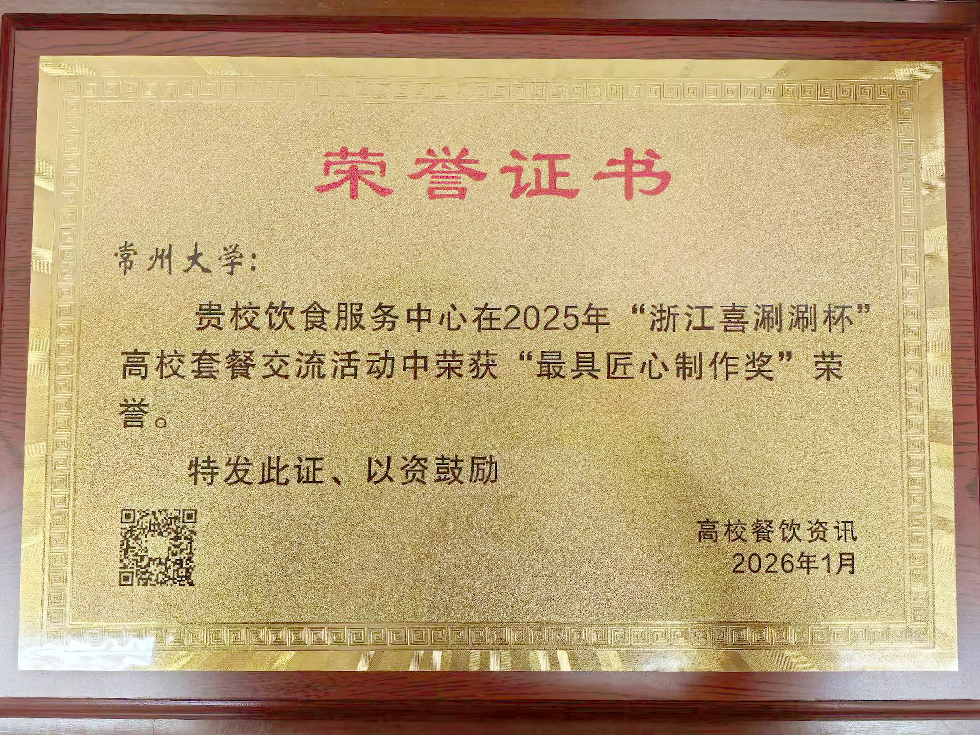 荣誉证书
常州大学:
贵校饮食服务中心在2025年“浙江喜涮涮杯”
高校套餐交流活动中荣获“最具匠心制作奖”荣
誉。
特发此证、以资鼓励
高校餐饮资讯
2026年1月